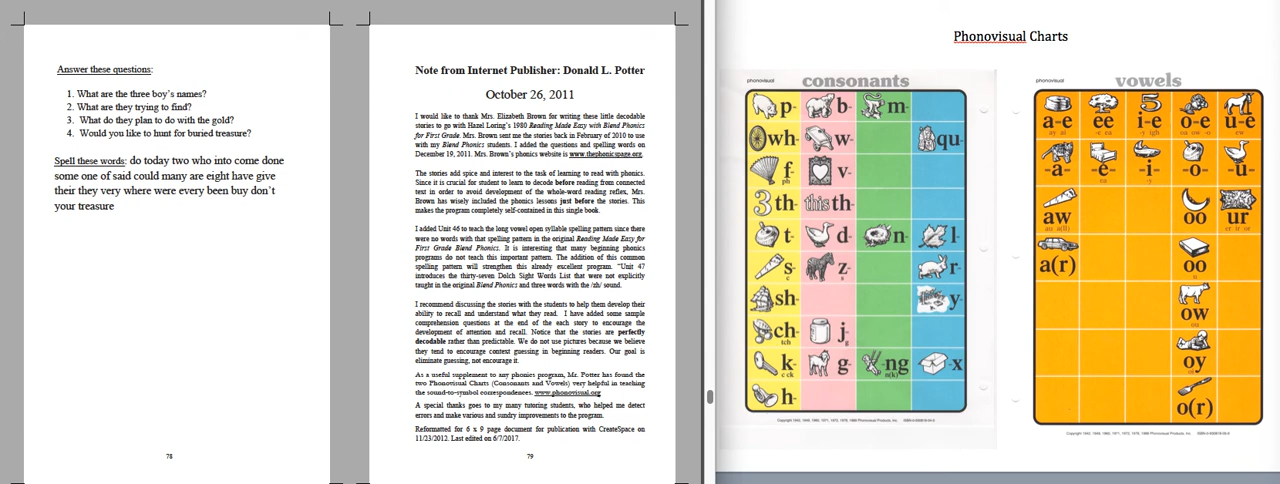 Answer these questions:
1. What are the three boy's names?
2. What are they trying to find?
3. What do they plan to do with the gold?
4. Would you like to hunt for buried treasure?
Spell these words: do today two who into come done
some one of said could many are eight have give
their they very where were every been buy don't
your treasure
78
Note from Internet Publisher: Donald L. Potter
October 26, 2011
I would like to thank Mrs. Elizabeth Brown for writing these little decodable
stories to go with Hazel Loring's 1980 Reading Made Easy with Blend Phonics
for First Grade. Mrs. Brown sent me the stories back in February of 2010 to use
with my Blend Phonics students. I added the questions and spelling words on
December 19, 2011. Mrs. Brown's phonics website is www.thephonicspage.org.
The stories add spice and interest to the task of learning to read with phonics.
Since it is crucial for student to learn to decode before reading from connected
text in order to avoid development of the whole-word reading reflex, Mrs.
Brown has wisely included the phonics lessons just before the stories. This
makes the program completely self-contained in this single book.
I added Unit 46 to teach the long vowel open syllable spelling pattern since there
were no words with that spelling pattern in the original Reading Made Easy for
First Grade Blend Phonics. It is interesting that many beginning phonics
programs do not teach this important pattern. The addition of this common
spelling pattern will strengthen this already excellent program. "Unit 47
introduces the thirty-seven Dolch Sight Words List that were not explicitly
taught in the original Blend Phonics and three words with the /zh/ sound.
I recommend discussing the stories with the students to help them develop their
ability to recall and understand what they read. I have added some sample
comprehension questions at the end of the each story to encourage the
development of attention and recall. Notice that the stories are perfectly
decodable rather than predictable. We do not use pictures because we believe
they tend to encourage context guessing in beginning readers. Our goal is
eliminate guessing, not encourage it.
As a useful supplement to any phonics program, Mr. Potter has found the
two Phonovisual Charts (Consonants and Vowels) very helpful in teaching
the sound-to-symbol correspondences. www.phonovisual.org
A special thanks goes to my many tutoring students, who helped me detect
errors and make various and sundry improvements to the program.
Reformatted for 6 x 9 page document for publication with CreateSpace on
11/23/2012. Last edited on 6/7/2017.
79
Phonovisual Charts
phonovisual consonants
p- b- m-
wh- w- qu-
f- v-
ph
3 th- this th-
t- d- n- l-
s- z- r-
c s
sh- y-
ch- j-
tch g
k- g- -ng -x
c ck n(k)
h-
phonovisual vowels
a-e ee i-e o-e u-e
ay ai -e ea -y igh oa ow -o ew
-a- -e- -i- -o- -u-
ea -y
aw oo ur
au a(ll) er ir or
a(r) oo
u
ow
ou
oy
oi
o(r)